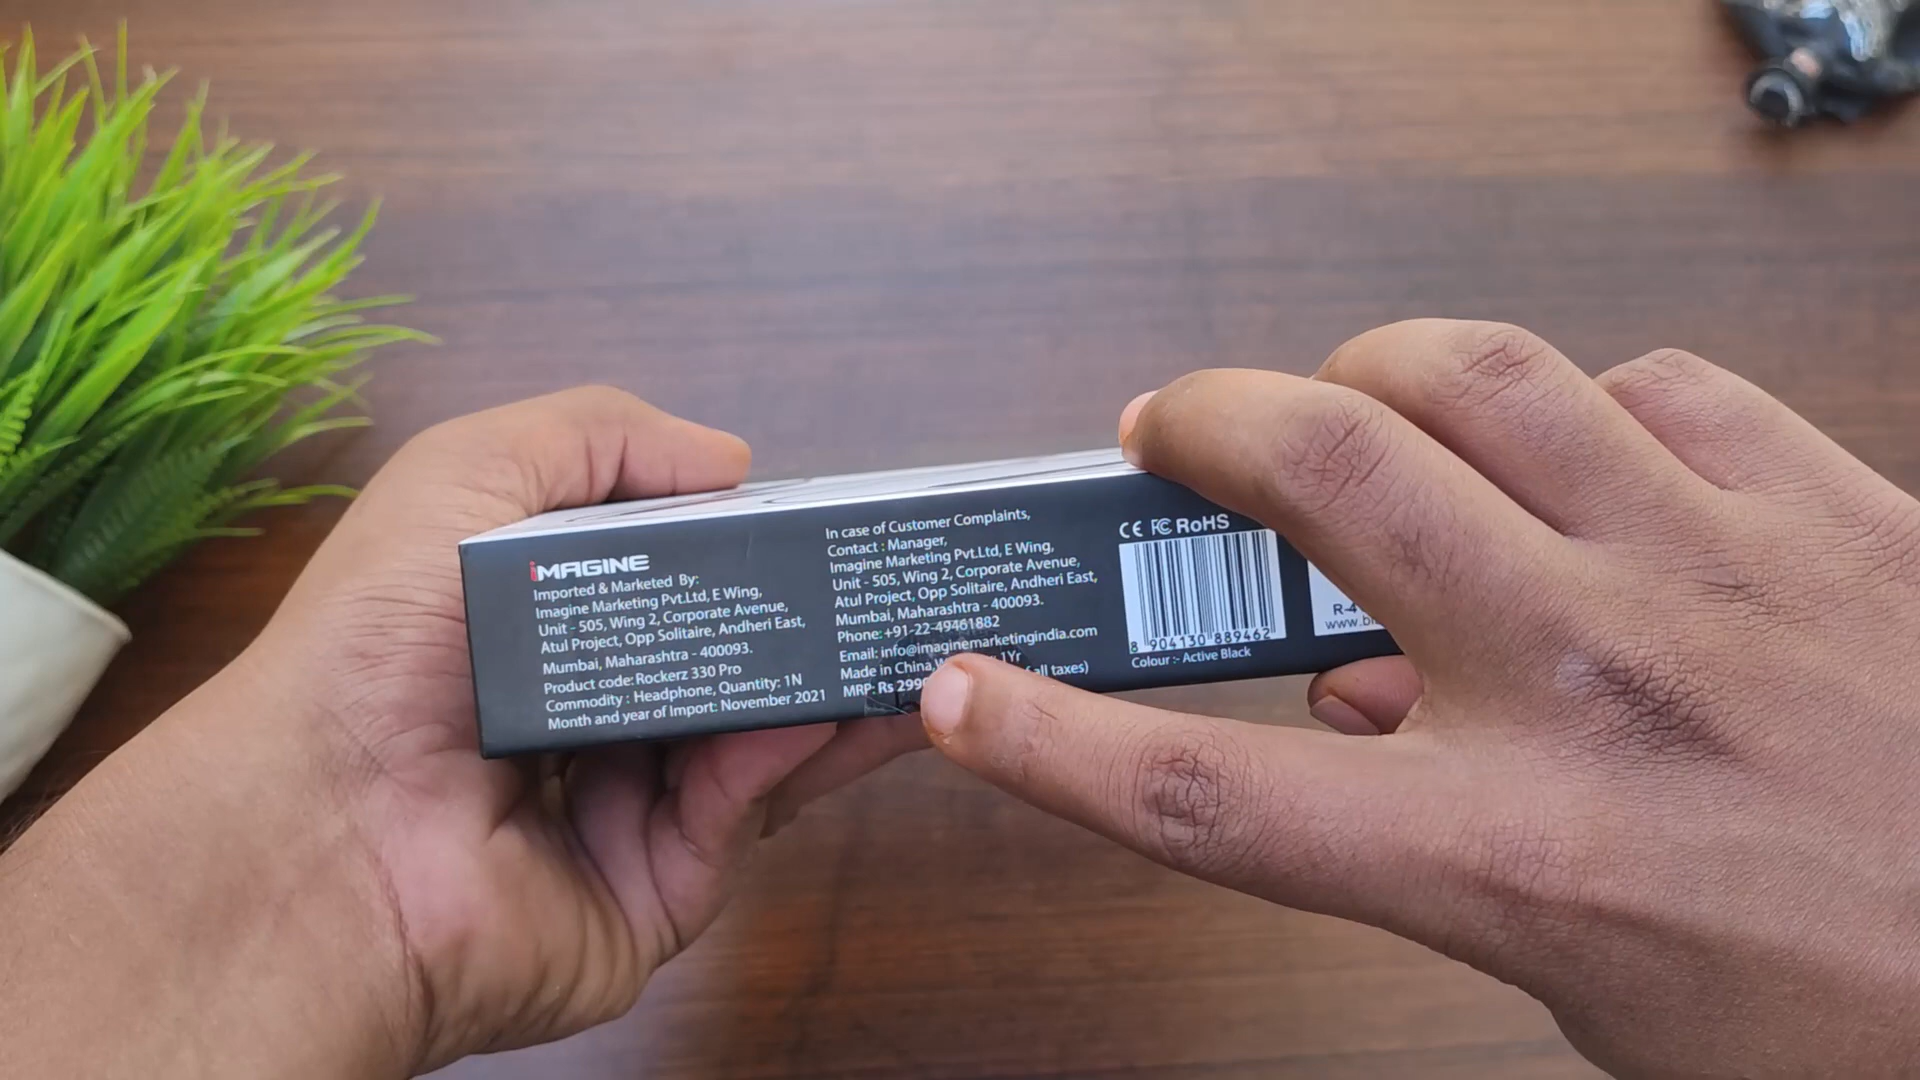 iMAGINE
Imported & Marketed By:
Imagine Marketing Pvt.Ltd, E Wing,
Unit - 505, Wing 2, Corporate Avenue,
Atul Project, Opp Solitaire, Andheri East,
Mumbai, Maharashtra - 400093.
Product code: Rockerz 330 Pro
Commodity : Headphone, Quantity: 1N
Month and year of Import: November 2021
In case of Customer Complaints,
Contact : Manager,
Imagine Marketing Pvt.Ltd, E Wing,
Unit - 505, Wing 2, Corporate Avenue,
Atul Project, Opp Solitaire, Andheri East,
Mumbai, Maharashtra - 400093.
Phone: +91-22-49461882
Email: info@imaginemarketingindia.com
Made in China, 1Yr
MRP: Rs all taxes)
CE FC RoHS
8 904130 889462
Colour :- Active Black